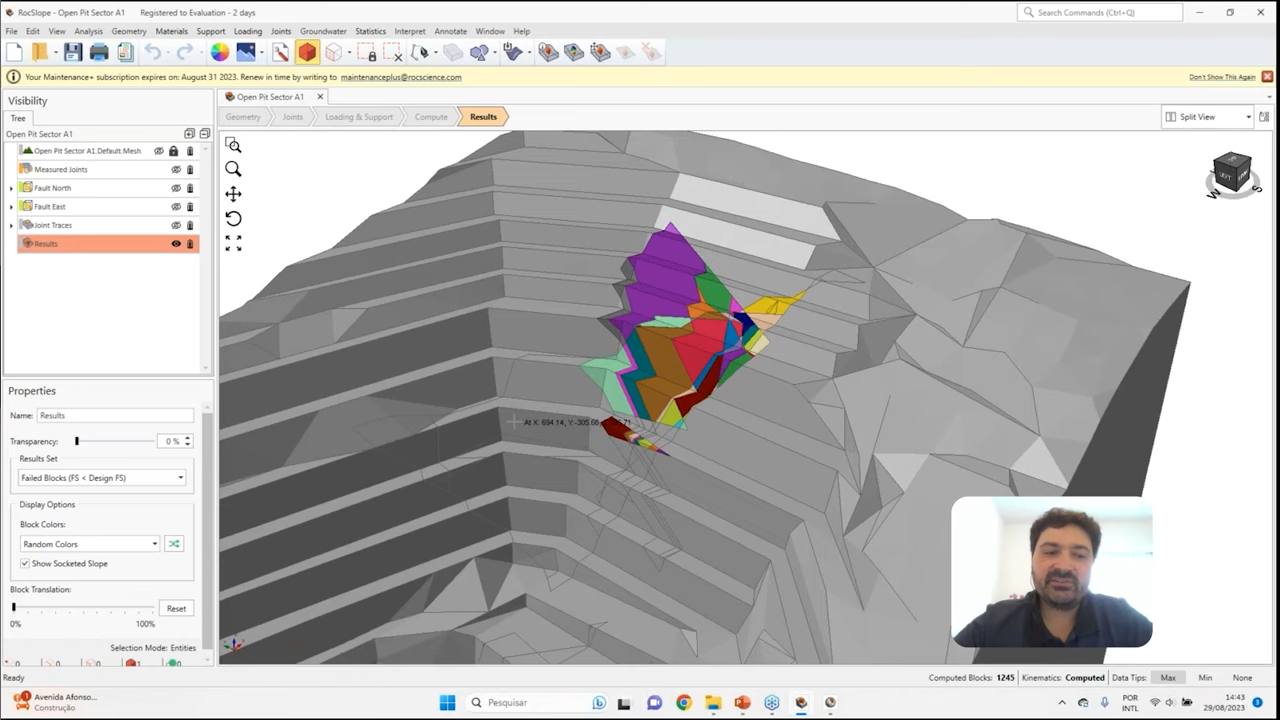 RocSlope - Open Pit Sector A1
Registered to Evaluation - 2 days
Search Commands (Ctrl+Q)
File Edit View Analysis Geometry Materials Support Loading Joints Groundwater Statistics Interpret Annotate Window Help
Your Maintenance+ subscription expires on: August 31 2023. Renew in time by writing to maintenanceplus@rocscience.com
Don't Show This Again
Visibility
Tree
Open Pit Sector A1
Open Pit Sector A1.Default.Mesh
Measured Joints
Fault North
Fault East
Joint Traces
Results
Open Pit Sector A1
Geometry Joints Loading & Support Compute Results
Split View
LEFT
W
S
At X: 694.14, Y:-305.66
Properties
Name: Results
Transparency: 0 %
Results Set
Failed Blocks (FS < Design FS)
Display Options
Block Colors:
Random Colors
Show Socketed Slope
Block Translation:
Reset
0% 100%
Selection Mode: Entities
Ready
Computed Blocks: 1245 Kinematics: Computed Data Tips: Max Min None
Avenida Afonso...
Construção
Pesquisar
POR
INTL
14:43
29/08/2023